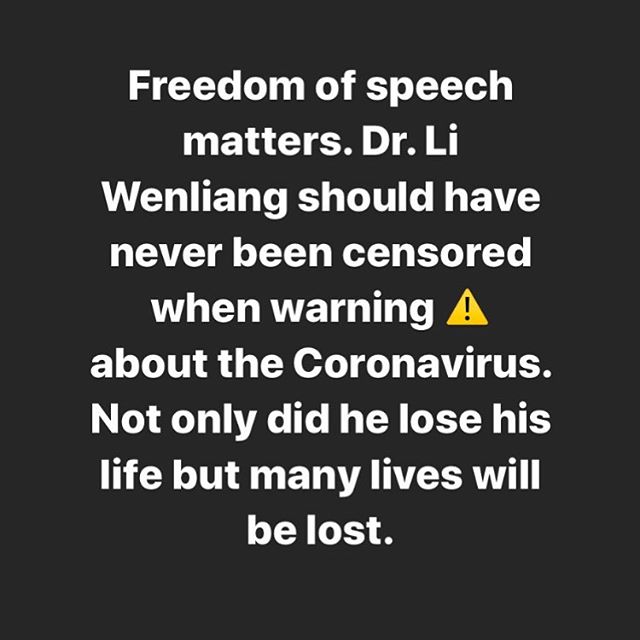 Freedom of speech
matters. Dr. Li
Wenliang should have
never been censored
when warning ⚠️
about the Coronavirus.
Not only did he lose his
life but many lives will
be lost.